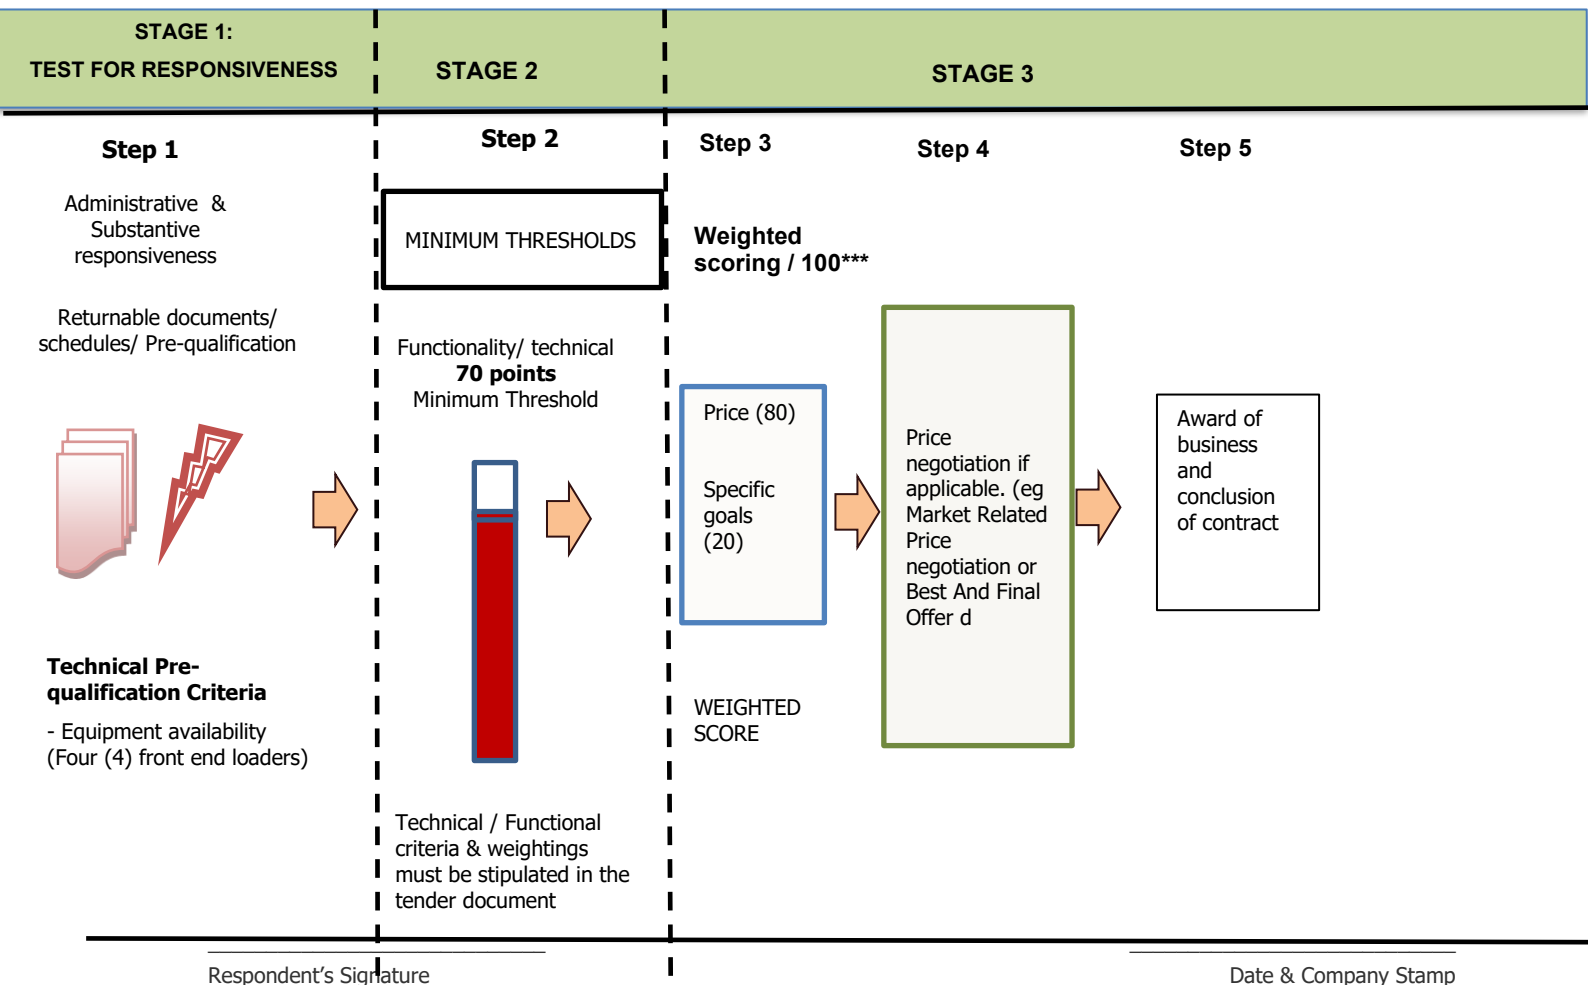 STAGE 1:
TEST FOR RESPONSIVENESS
STAGE 2
STAGE 3
Step 1
Administrative &
Substantive
responsiveness
Returnable documents/
schedules/ Pre-qualification
Technical Pre-
qualification Criteria
- Equipment availability
(Four (4) front end loaders)
Step 2
MINIMUM THRESHOLDS
Functionality/ technical
70 points
Minimum Threshold
Technical / Functional
criteria & weightings
must be stipulated in the
tender document
Step 3
Weighted
scoring / 100***
Price (80)
Specific
goals
(20)
WEIGHTED
SCORE
Step 4
Price
negotiation if
applicable. (eg
Market Related
Price
negotiation or
Best And Final
Offer d
Step 5
Award of
business
and
conclusion
of contract
Respondent's Signature
Date & Company Stamp